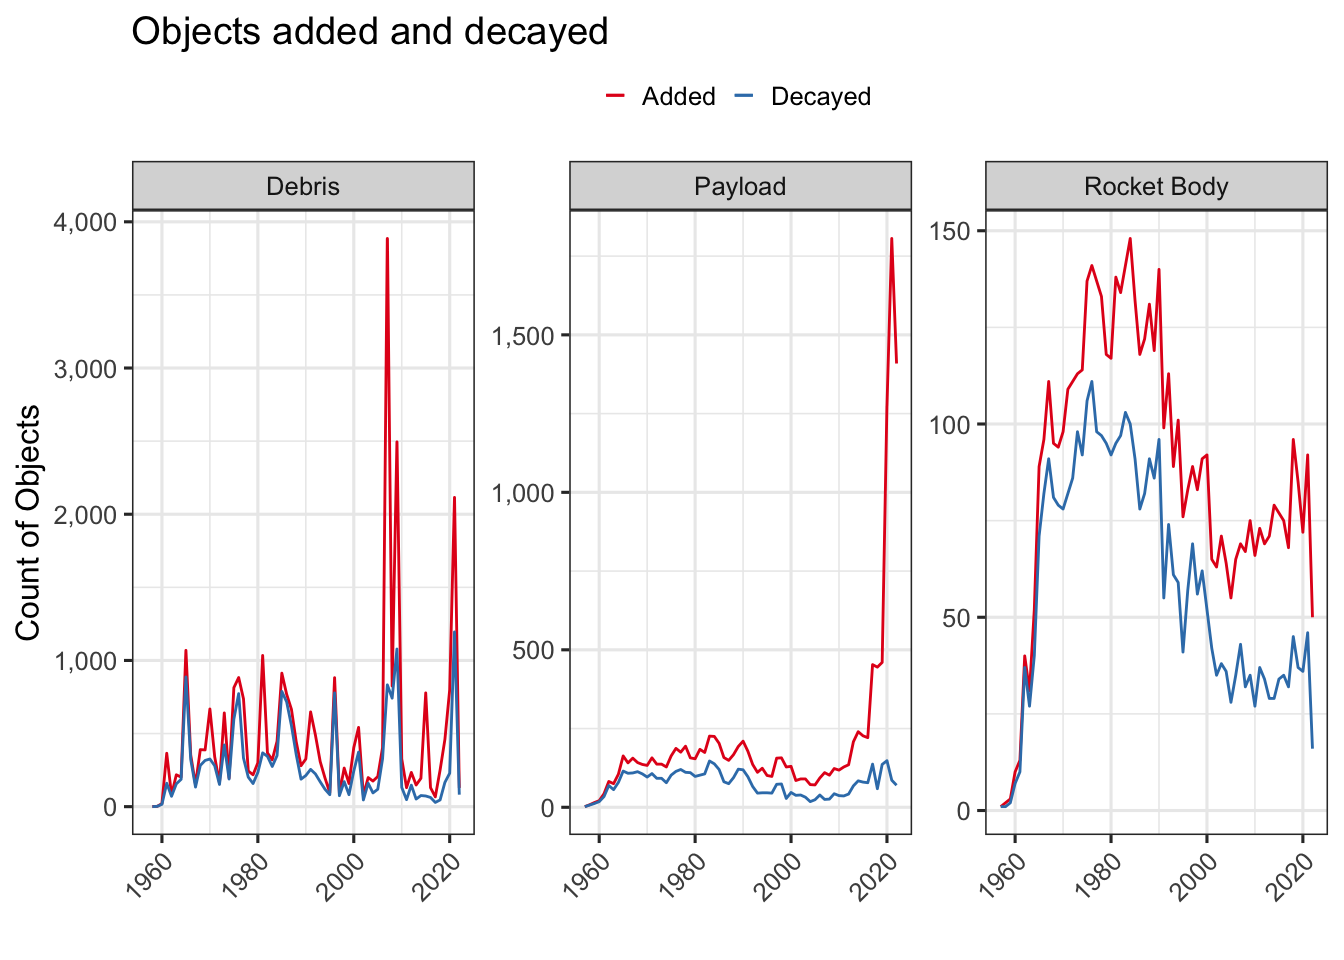 Objects added and decayed
Added Decayed
Debris Payload Rocket Body
Count of Objects
4,000
3,000
2,000
1,000
0
1,500
1,000
500
0
150
100
50
0
1960 1980 2000 2020
1960 1980 2000 2020
1960 1980 2000 2020